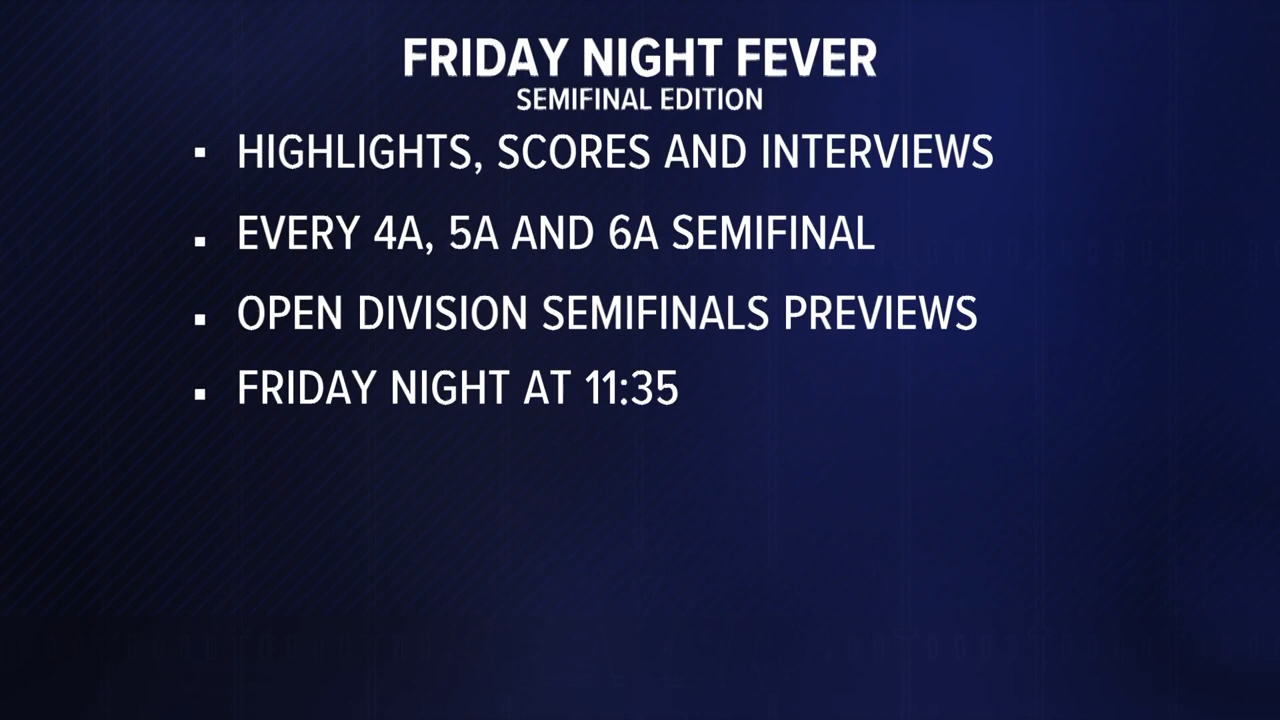 FRIDAY NIGHT FEVER
SEMIFINAL EDITION
▪ HIGHLIGHTS, SCORES AND INTERVIEWS
▪ EVERY 4A, 5A AND 6A SEMIFINAL
▪ OPEN DIVISION SEMIFINALS PREVIEWS
▪ FRIDAY NIGHT AT 11:35